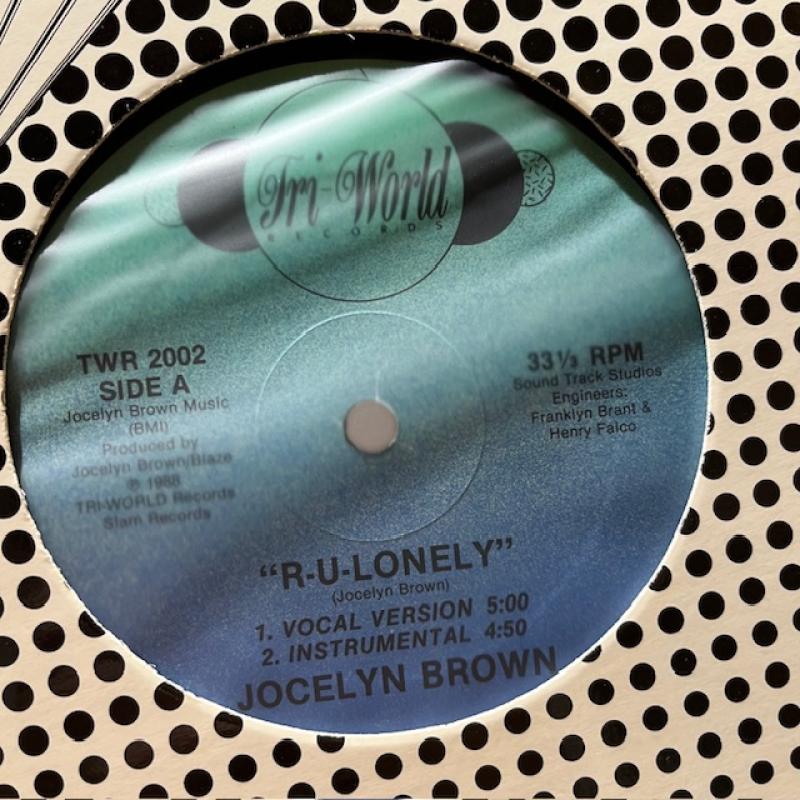 Tri-World
RECORDS
TWR 2002
SIDE A
Jocelyn Brown Music
(BMI)
Produced by
Jocelyn Brown/Blaze
℗ 1988
TRI-WORLD Records
Slam Records
33⅓ RPM
Sound Track Studios
Engineers:
Franklyn Brant &
Henry Falco
“R-U-LONELY”
(Jocelyn Brown)
1. VOCAL VERSION 5:00
2. INSTRUMENTAL 4:50
JOCELYN BROWN